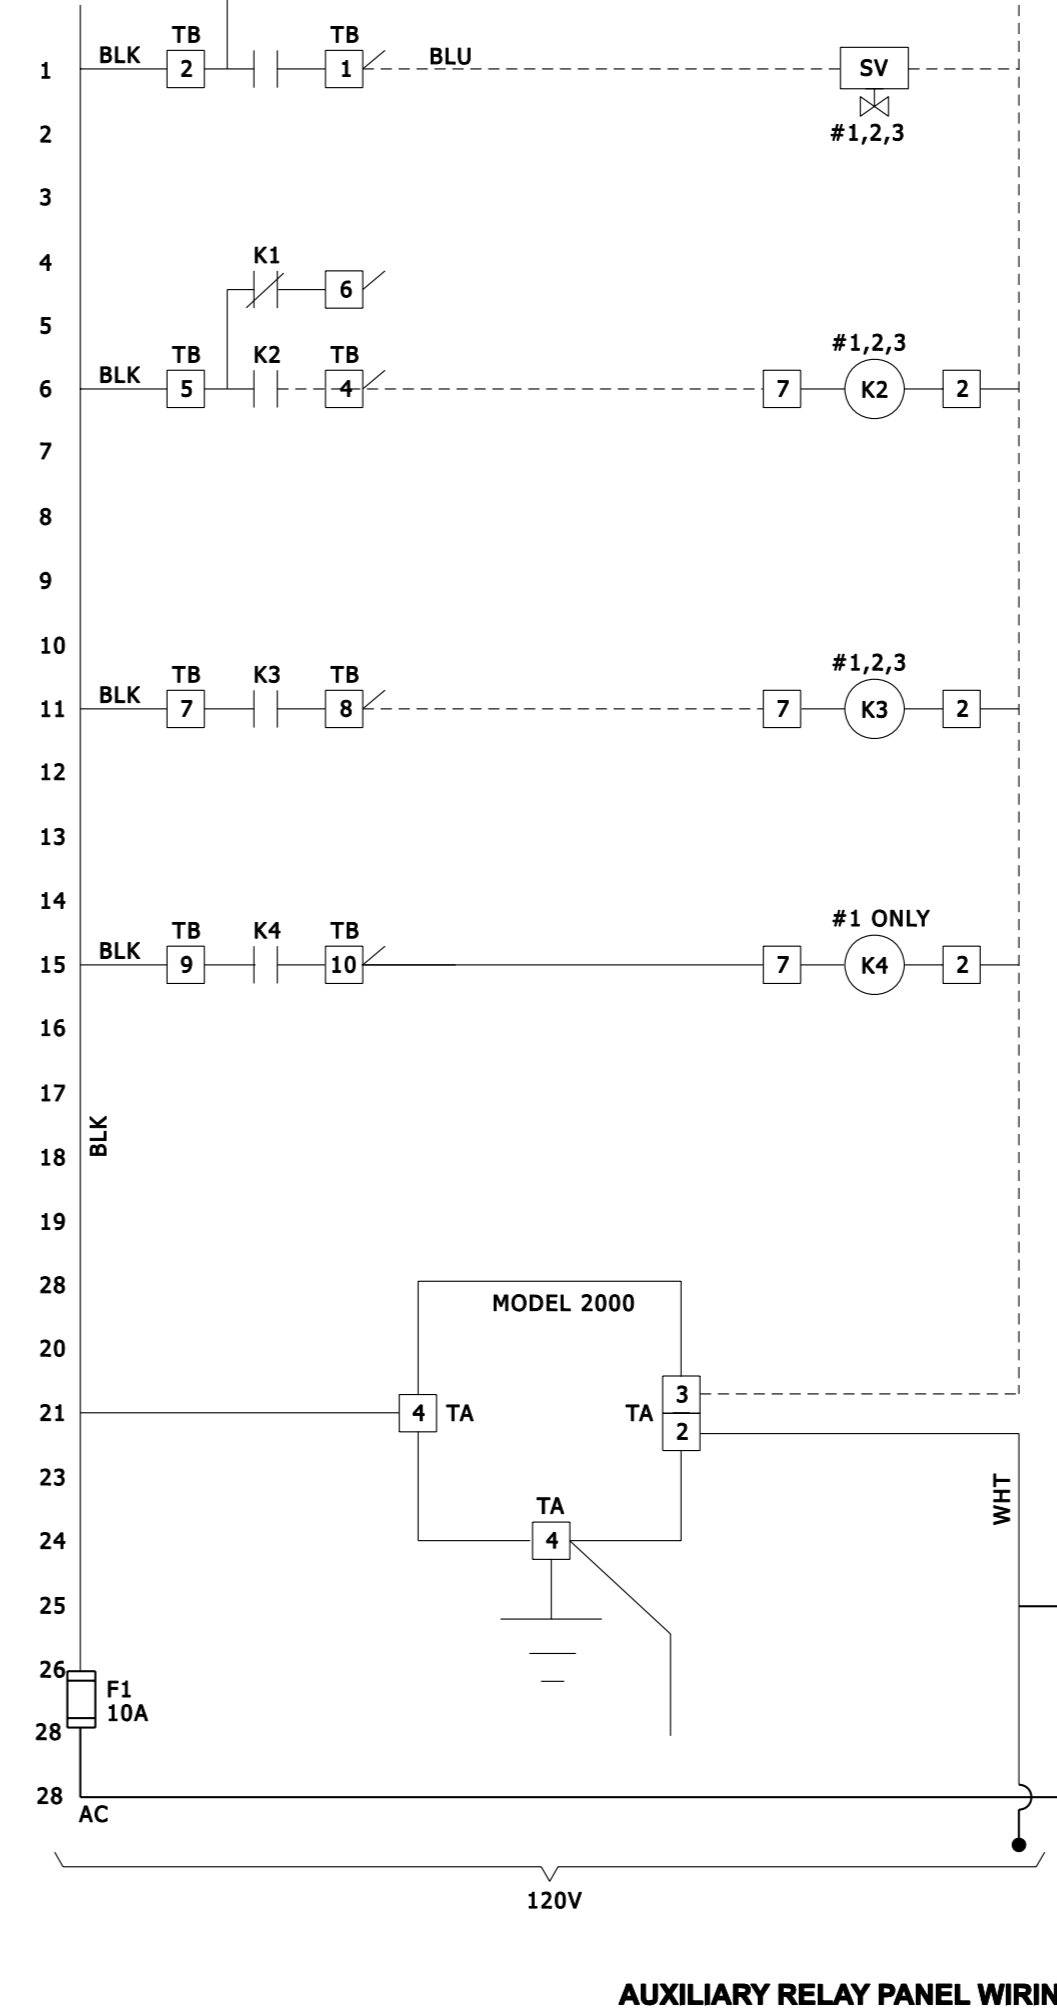 TB TB
1 BLK 2 1 BLU SV
2 #1,2,3
3
4 K1
6
5
TB K2 TB #1,2,3
6 BLK 5 4 7 K2 2
7
8
9
10
TB K3 TB #1,2,3
11 BLK 7 8 7 K3 2
12
13
14
TB K4 TB #1 ONLY
15 BLK 9 10 7 K4 2
16
17
BLK
18
19
28
MODEL 2000
20
3
21 4 TA TA
2
23 WHT
TA
24 4
25
26
F1
10A
28
28
AC
120V
AUXILIARY RELAY PANEL WIRIN